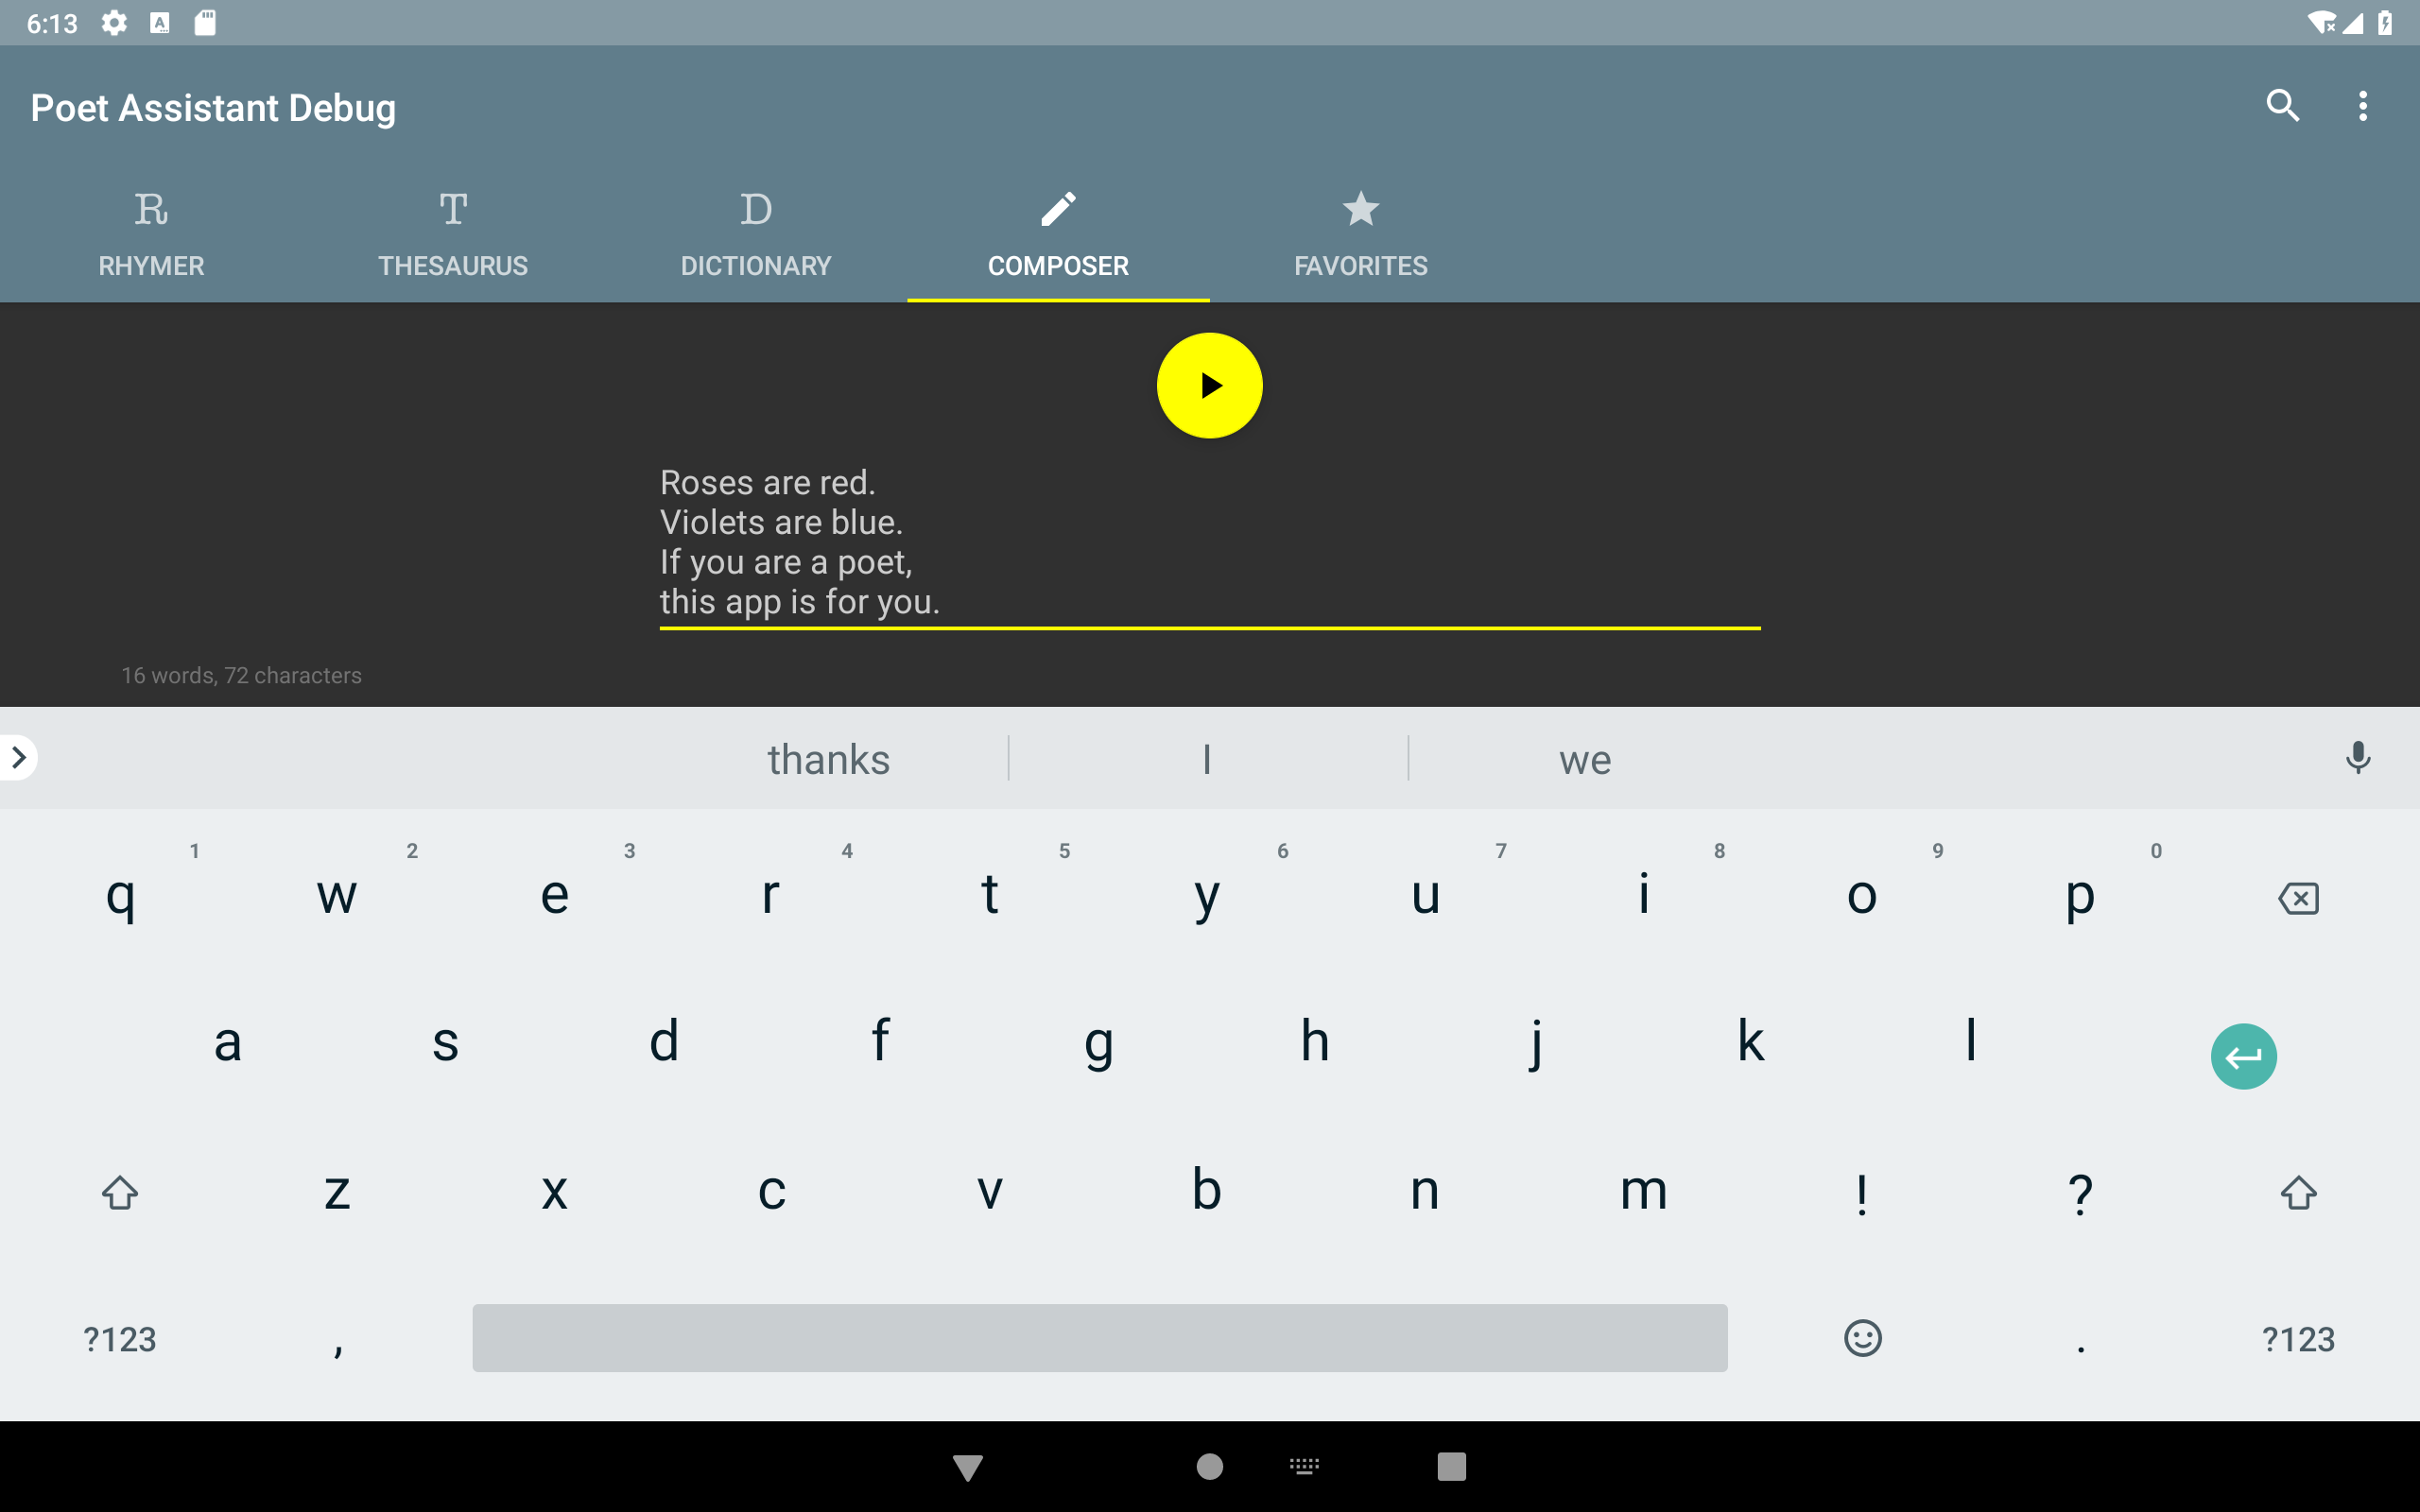 6:13
Poet Assistant Debug
R T D
RHYMER THESAURUS DICTIONARY COMPOSER FAVORITES
Roses are red.
Violets are blue.
If you are a poet,
this app is for you.
16 words, 72 characters
thanks I we
1 2 3 4 5 6 7 8 9 0
q w e r t y u i o p
a s d f g h j k l
z x c v b n m ! ?
?123 , . ?123